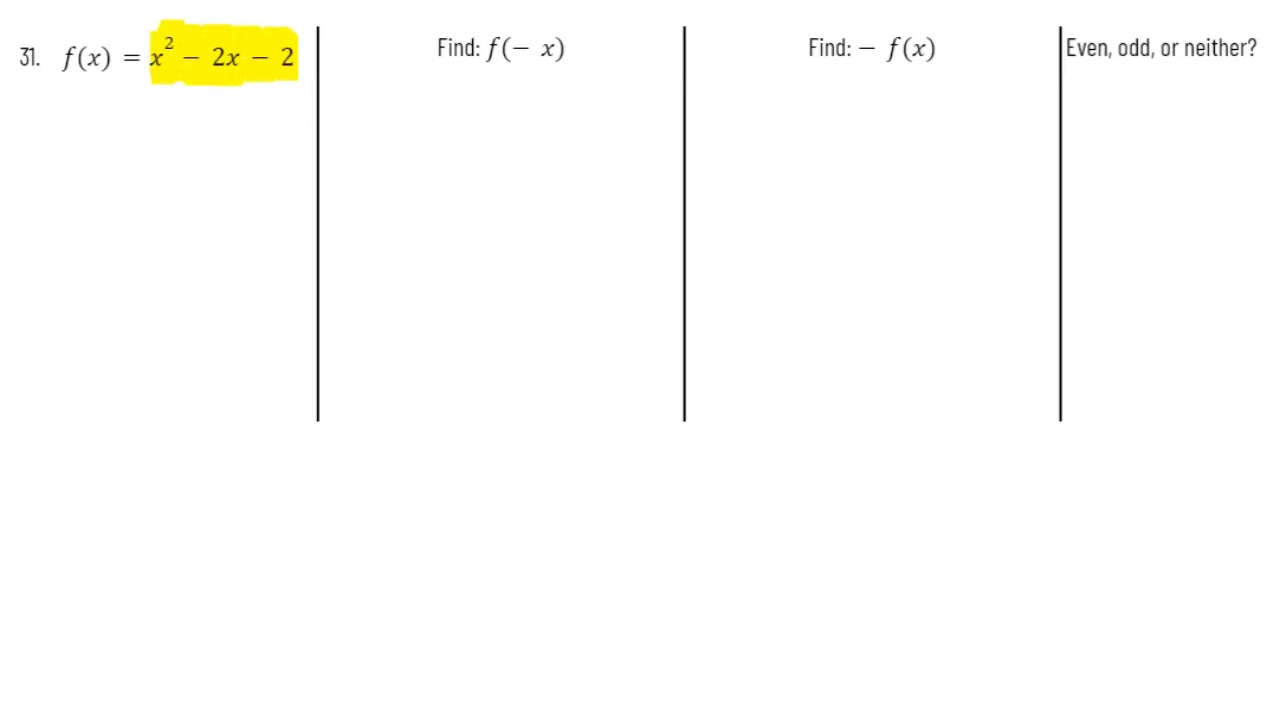 31. f(x) = x² − 2x − 2
Find: f(− x)
Find: − f(x)
Even, odd, or neither?